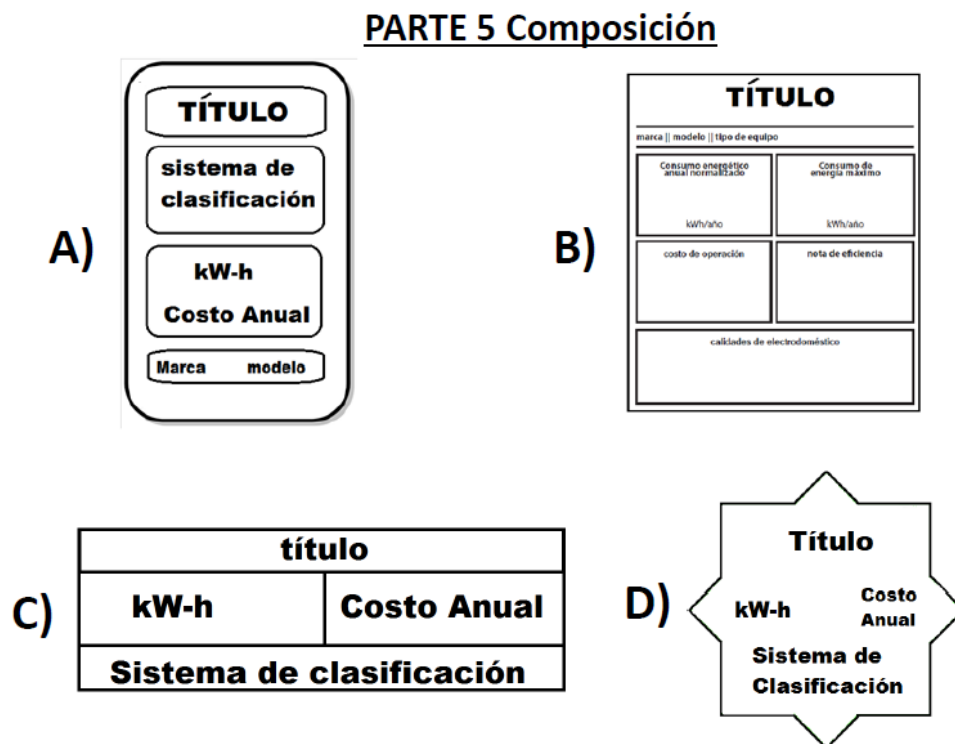 PARTE 5 Composición
A)
TÍTULO
sistema de
clasificación
kW-h
Costo Anual
Marca modelo
B)
TÍTULO
marca || modelo || tipo de equipo
Consumo energético
anual normalizado
kWh/año
Consumo de
energía máximo
kWh/año
costo de operación
nota de eficiencia
calidades de electrodoméstico
C)
título
kW-h
Costo Anual
Sistema de clasificación
D)
Título
kW-h
Costo
Anual
Sistema de
Clasificación